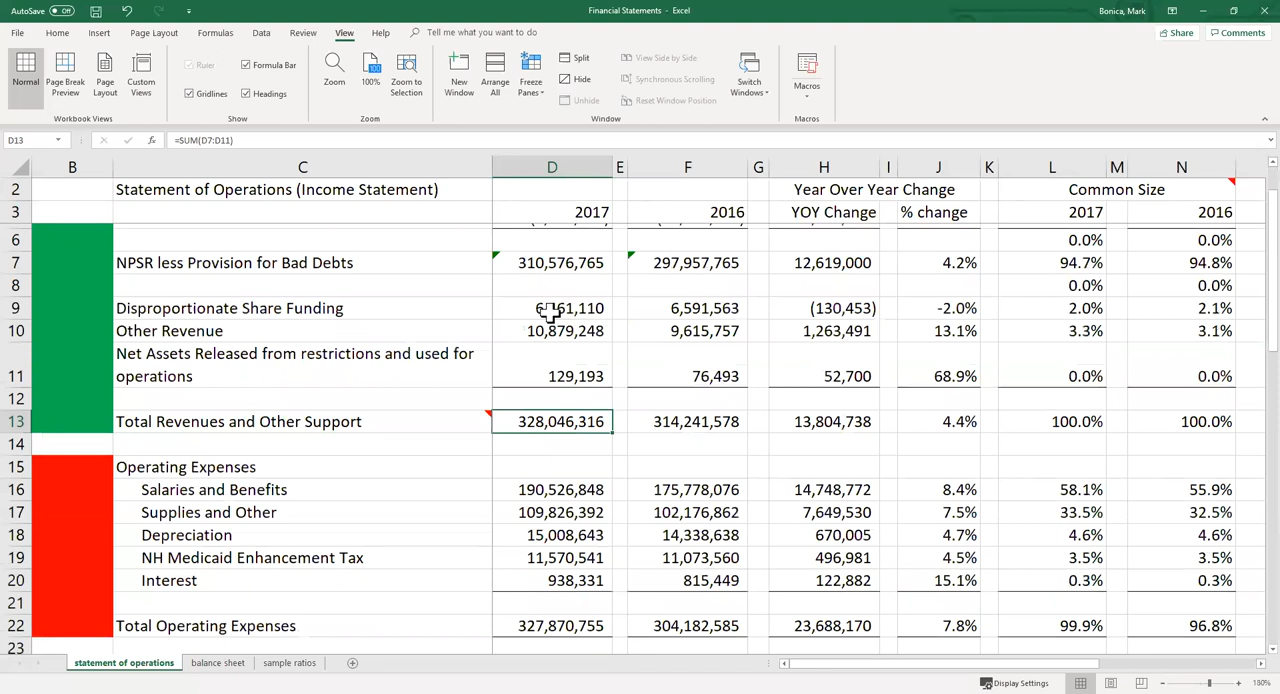 AutoSave Off Financial Statements - Excel Bonica, Mark
File Home Insert Page Layout Formulas Data Review View Help Tell me what you want to do Share Comments
Normal Page Break Preview Page Layout Custom Views
Ruler Formula Bar
Gridlines Headings
Zoom 100% Zoom to Selection
New Window Arrange All Freeze Panes
Split
Hide
Unhide
View Side by Side
Synchronous Scrolling
Reset Window Position
Switch Windows
Macros
Workbook Views Show Zoom Window Macros
D13 fx =SUM(D7:D11)
B C D E F G H I J K L M N
2 Statement of Operations (Income Statement) Year Over Year Change Common Size
3 2017 2016 YOY Change % change 2017 2016
6 0.0% 0.0%
7 NPSR less Provision for Bad Debts 310,576,765 297,957,765 12,619,000 4.2% 94.7% 94.8%
8 0.0% 0.0%
9 Disproportionate Share Funding 6,591,563 (130,453) -2.0% 2.0% 2.1%
10 Other Revenue 10,879,248 9,615,757 1,263,491 13.1% 3.3% 3.1%
Net Assets Released from restrictions and used for
11 operations 129,193 76,493 52,700 68.9% 0.0% 0.0%
12
13 Total Revenues and Other Support 328,046,316 314,241,578 13,804,738 4.4% 100.0% 100.0%
14
15 Operating Expenses
16 Salaries and Benefits 190,526,848 175,778,076 14,748,772 8.4% 58.1% 55.9%
17 Supplies and Other 109,826,392 102,176,862 7,649,530 7.5% 33.5% 32.5%
18 Depreciation 15,008,643 14,338,638 670,005 4.7% 4.6% 4.6%
19 NH Medicaid Enhancement Tax 11,570,541 11,073,560 496,981 4.5% 3.5% 3.5%
20 Interest 938,331 815,449 122,882 15.1% 0.3% 0.3%
21
22 Total Operating Expenses 327,870,755 304,182,585 23,688,170 7.8% 99.9% 96.8%
23
statement of operations balance sheet sample ratios
Display Settings 180%